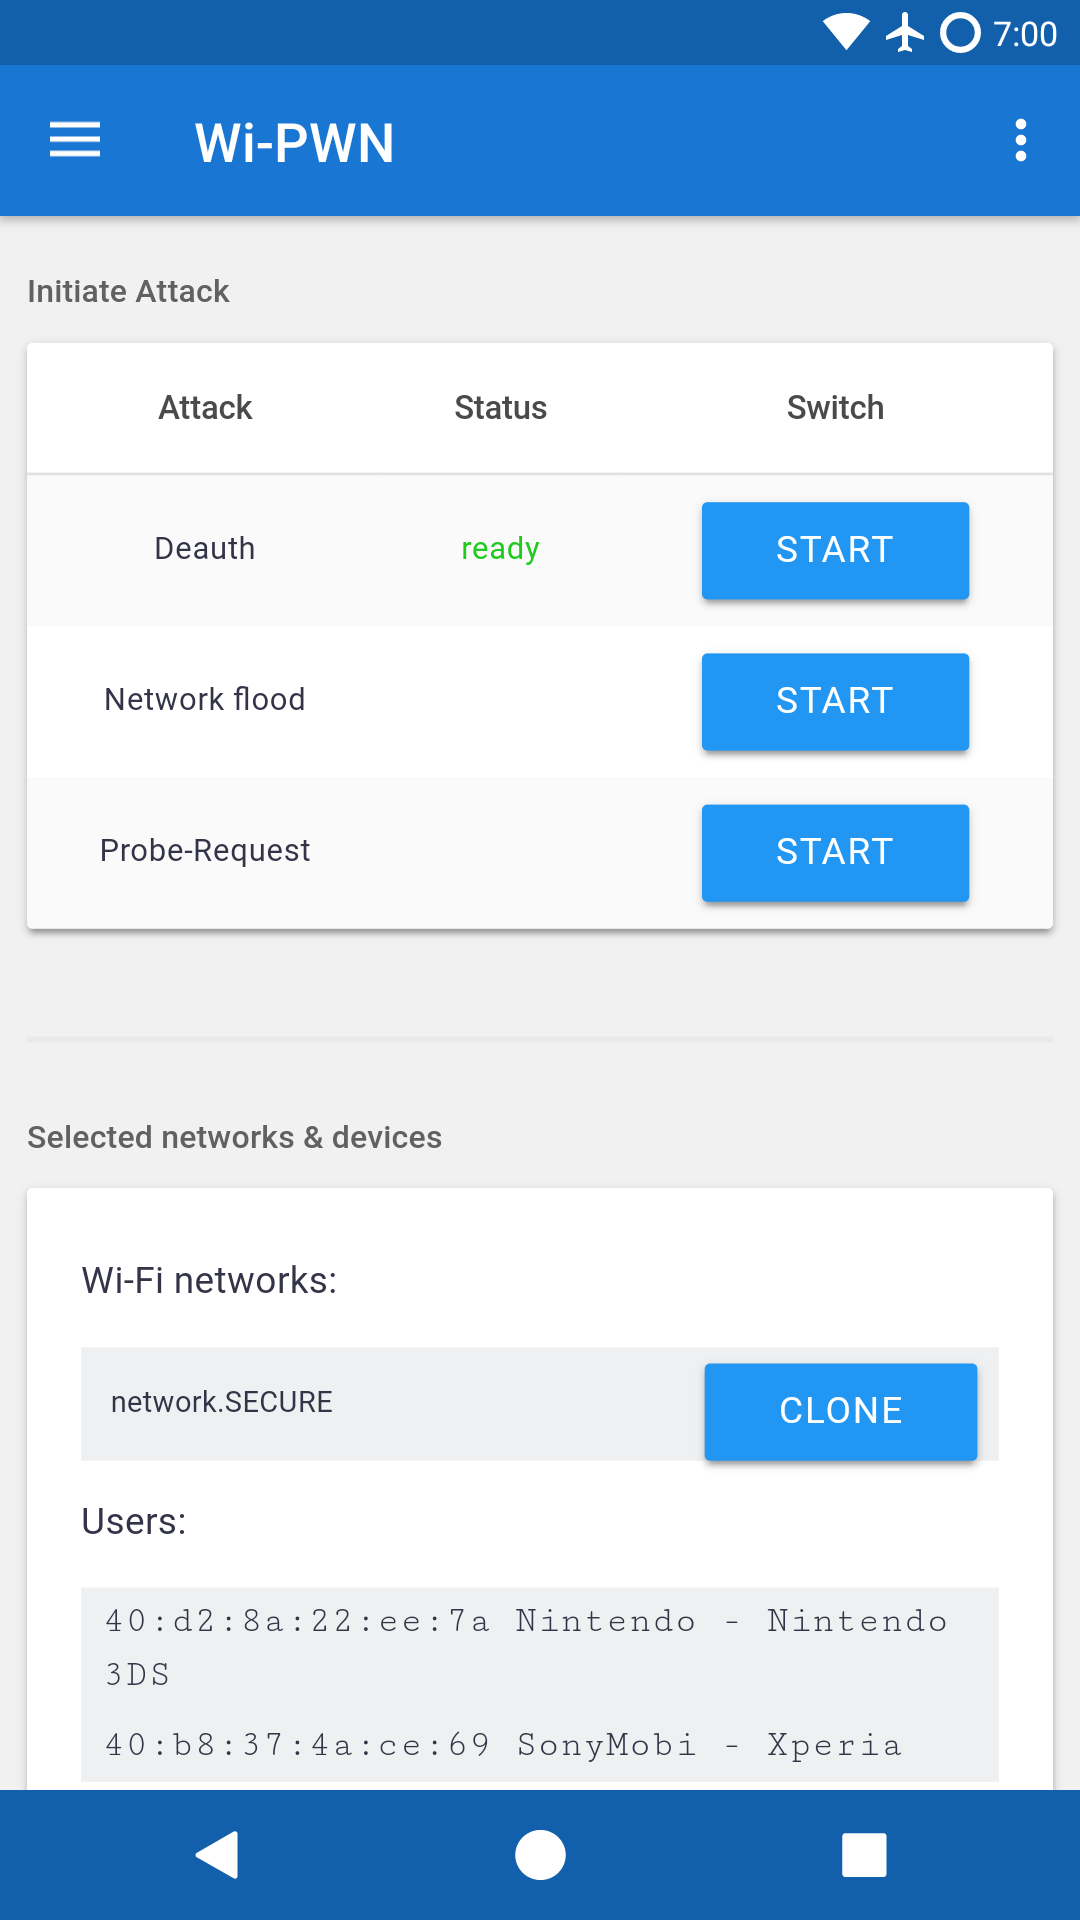 7:00
Wi-PWN
Initiate Attack
Attack Status Switch
Deauth ready START
Network flood START
Probe-Request START
Selected networks & devices
Wi-Fi networks:
network.SECURE CLONE
Users:
40:d2:8a:22:ee:7a Nintendo - Nintendo
3DS
40:b8:37:4a:ce:69 SonyMobi - Xperia